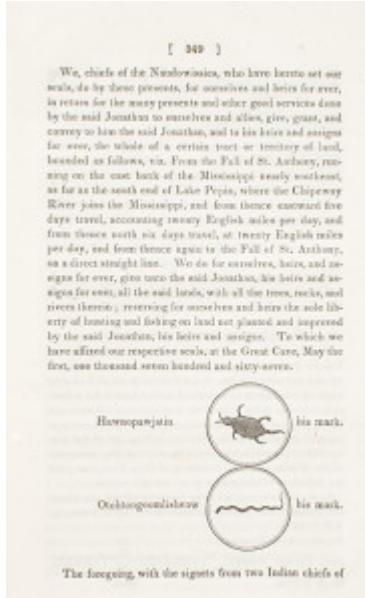 [ 349 ]
We, chiefs of the Naudowissies, who have hereto set our
seals, do by these presents, for ourselves and heirs for ever,
in return for the many presents and other good services done
by the said Jonathan to ourselves and allies, give, grant, and
convey to him the said Jonathan, and to his heirs and assigns
for ever, the whole of a certain tract or territory of land,
bounded as follows, viz. From the Fall of St. Anthony, run-
ning on the east bank of the Mississippi nearly southeast,
as far as the south end of Lake Pepin, where the Chipeway
River joins the Mississippi, and from thence eastward five
days travel, accounting twenty English miles per day, and
from thence north six days travel, at twenty English miles
per day, and from thence again to the Fall of St. Anthony,
on a direct straight line. We do for ourselves, heirs, and as-
signs for ever, give unto the said Jonathan, his heirs and as-
signs for ever, all the said lands, with all the trees, rocks, and
rivers therein; reserving for ourselves and heirs the sole lib-
erty of hunting and fishing on land not planted and improved
by the said Jonathan, his heirs and assigns. To which we
have affixed our respective seals, at the Great Cave, May the
first, one thousand seven hundred and sixty-seven.
Hawnopawjatin his mark.
Otohtongoomlisheaw his mark.
The foregoing, with the signets from two Indian chiefs of